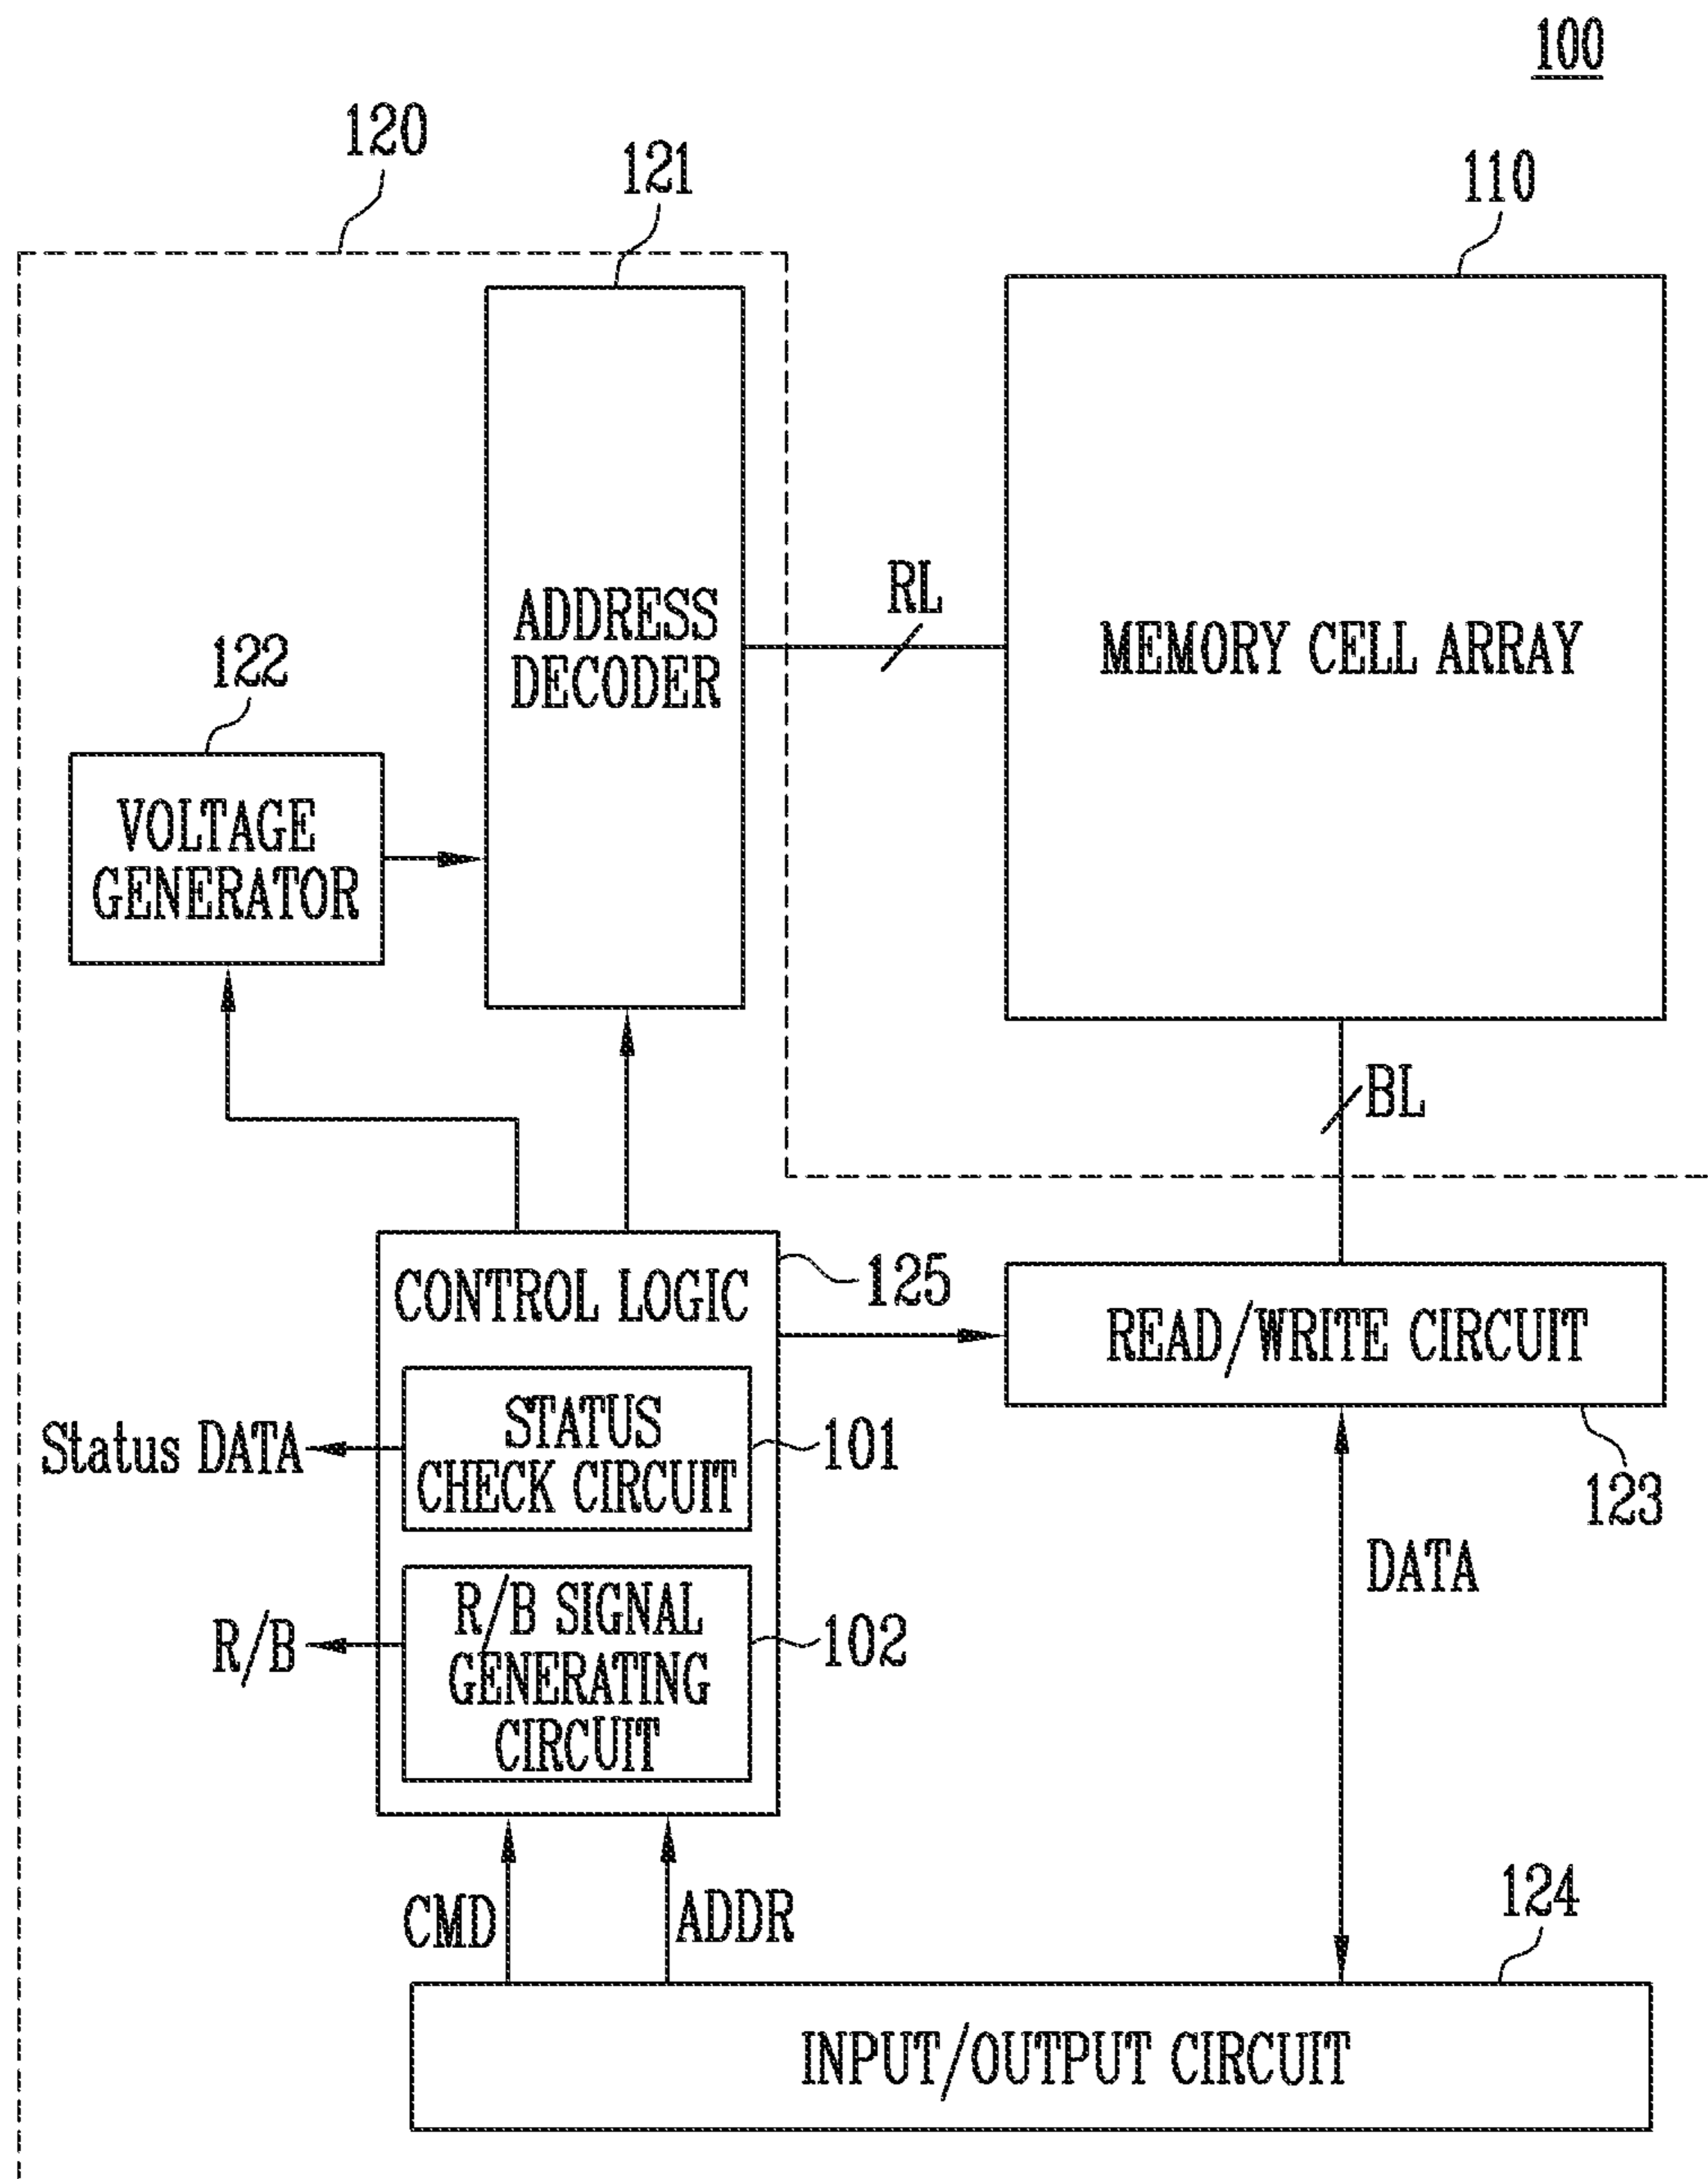 100
120
121
110
ADDRESS
DECODER
RL
MEMORY CELL ARRAY
122
VOLTAGE
GENERATOR
BL
CONTROL LOGIC
125
READ/WRITE CIRCUIT
123
STATUS
CHECK CIRCUIT
101
Status DATA
DATA
R/B SIGNAL
GENERATING
CIRCUIT
102
R/B
CMD
ADDR
124
INPUT/OUTPUT CIRCUIT